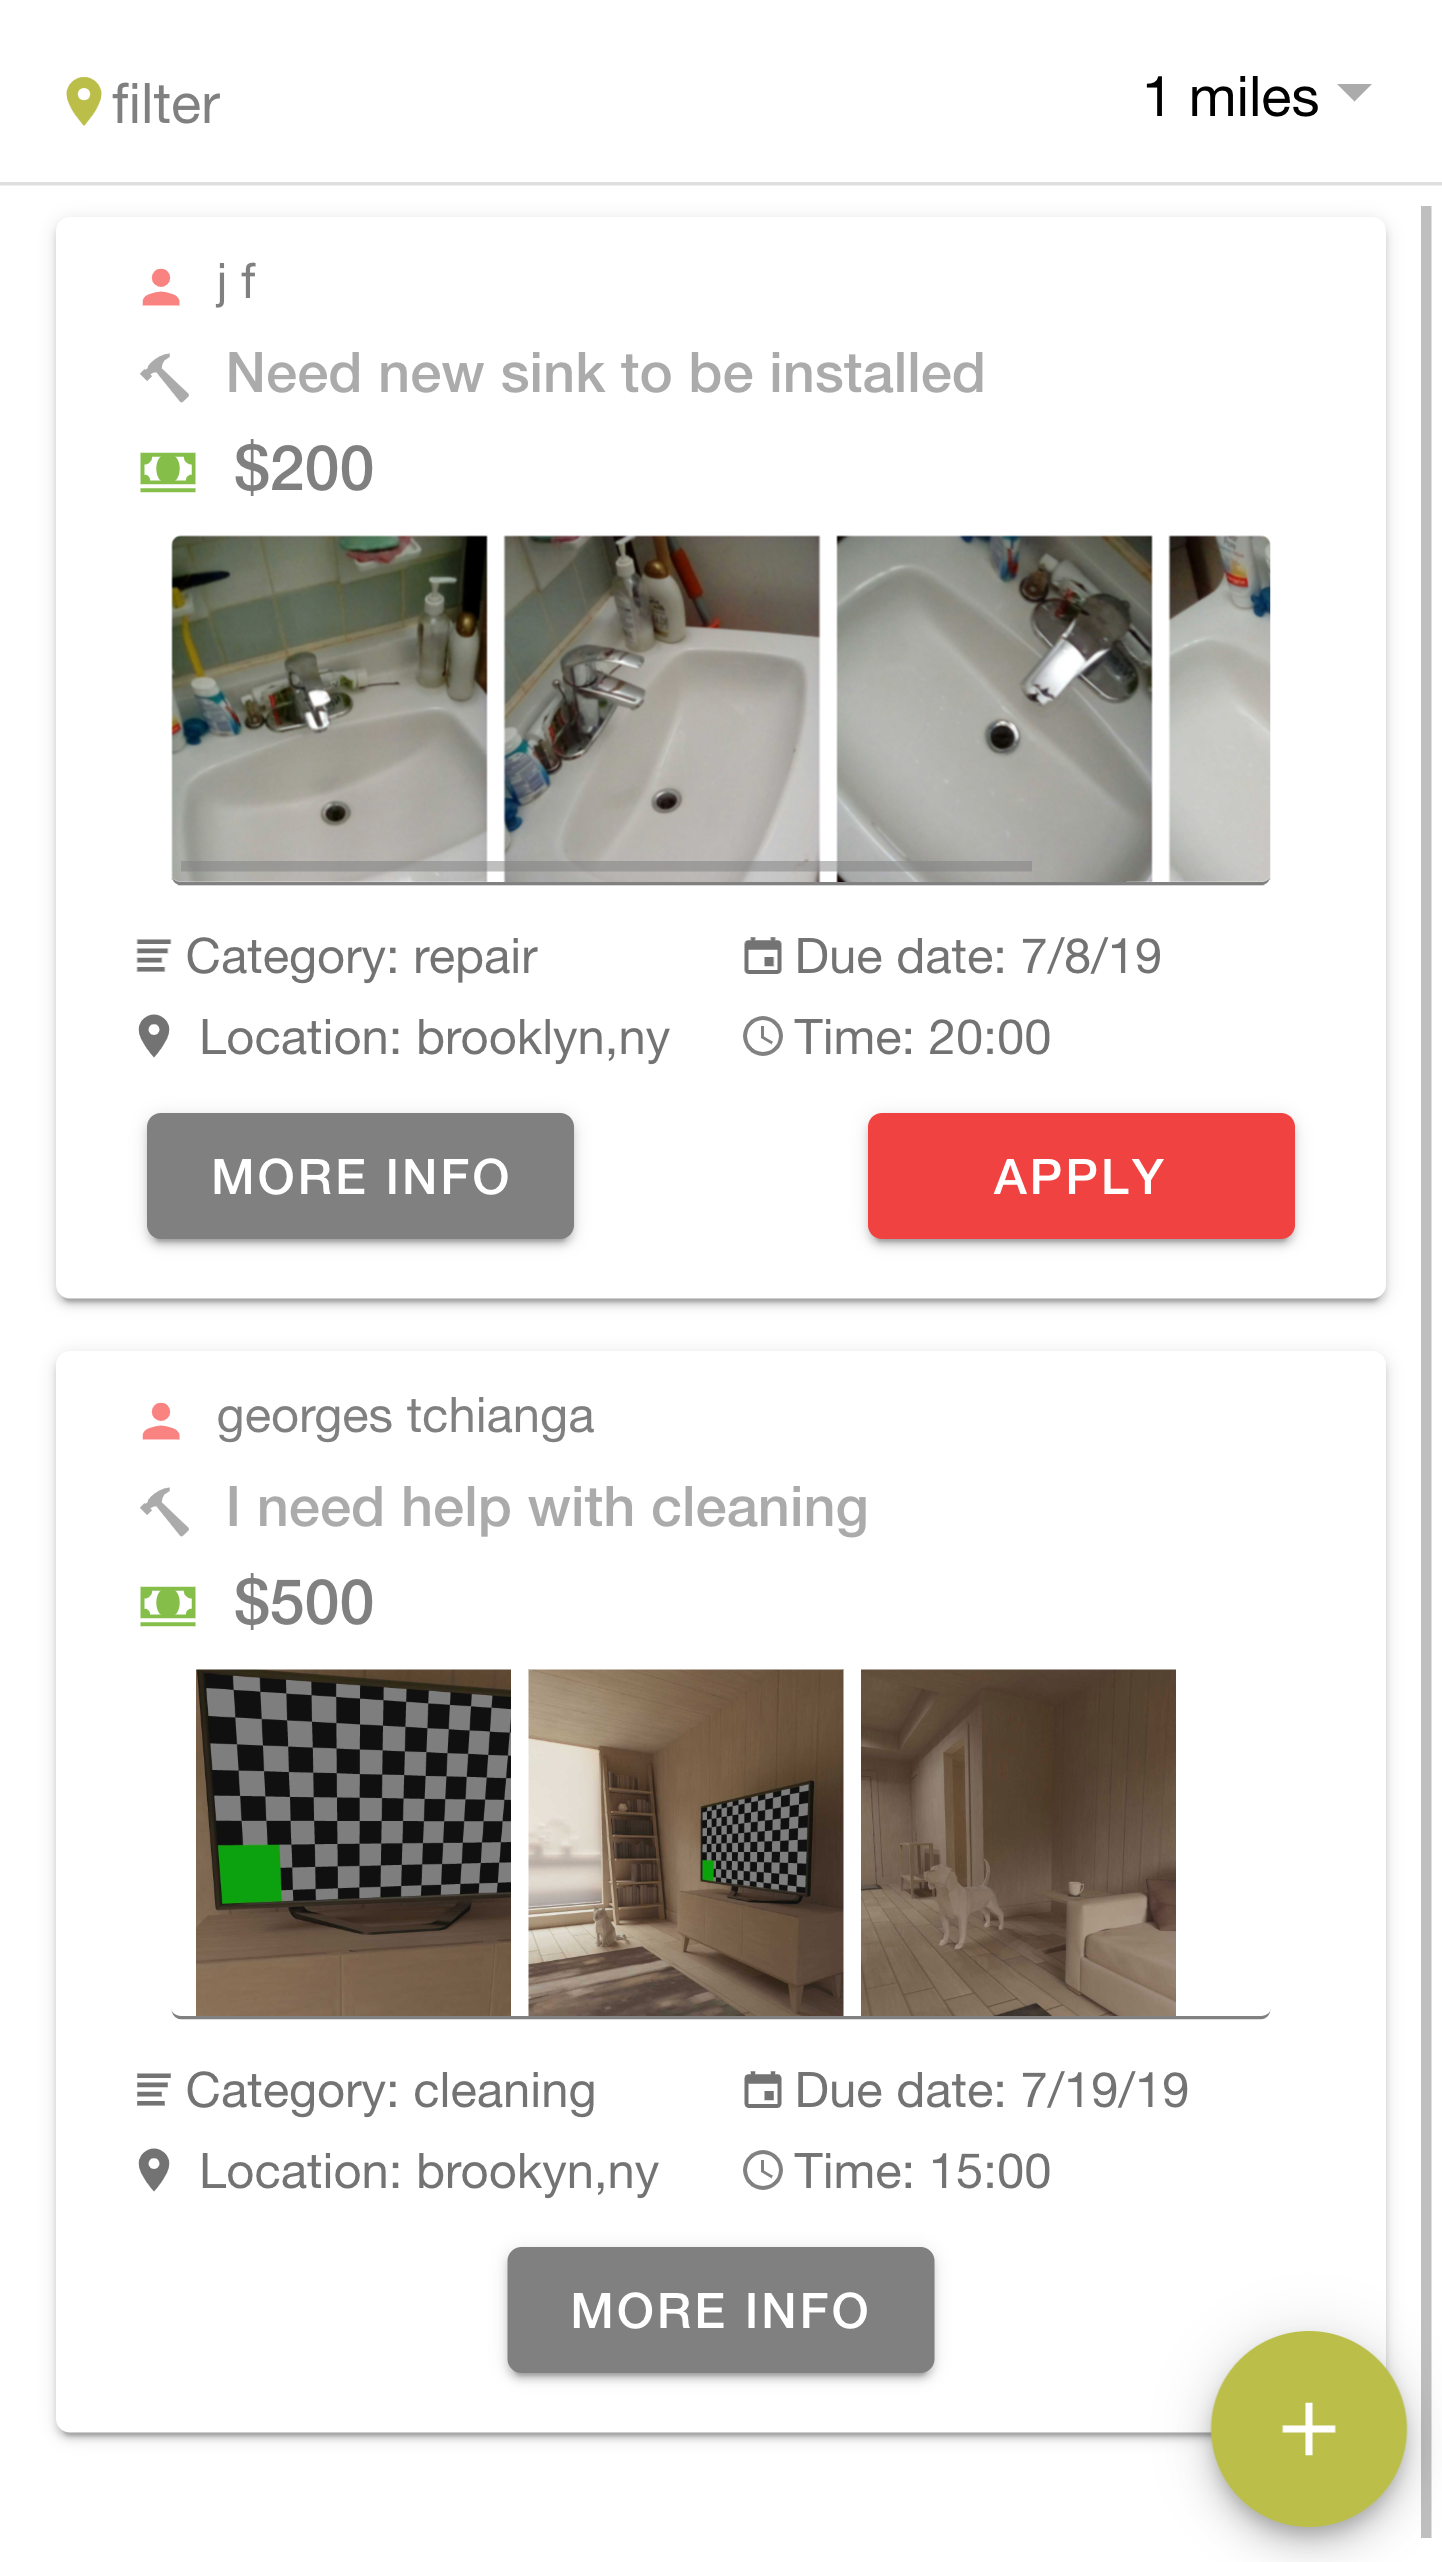 filter
1 miles
j f
Need new sink to be installed
$200
Category: repair
Due date: 7/8/19
Location: brooklyn,ny
Time: 20:00
MORE INFO
APPLY
georges tchianga
I need help with cleaning
$500
Category: cleaning
Due date: 7/19/19
Location: brookyn,ny
Time: 15:00
MORE INFO